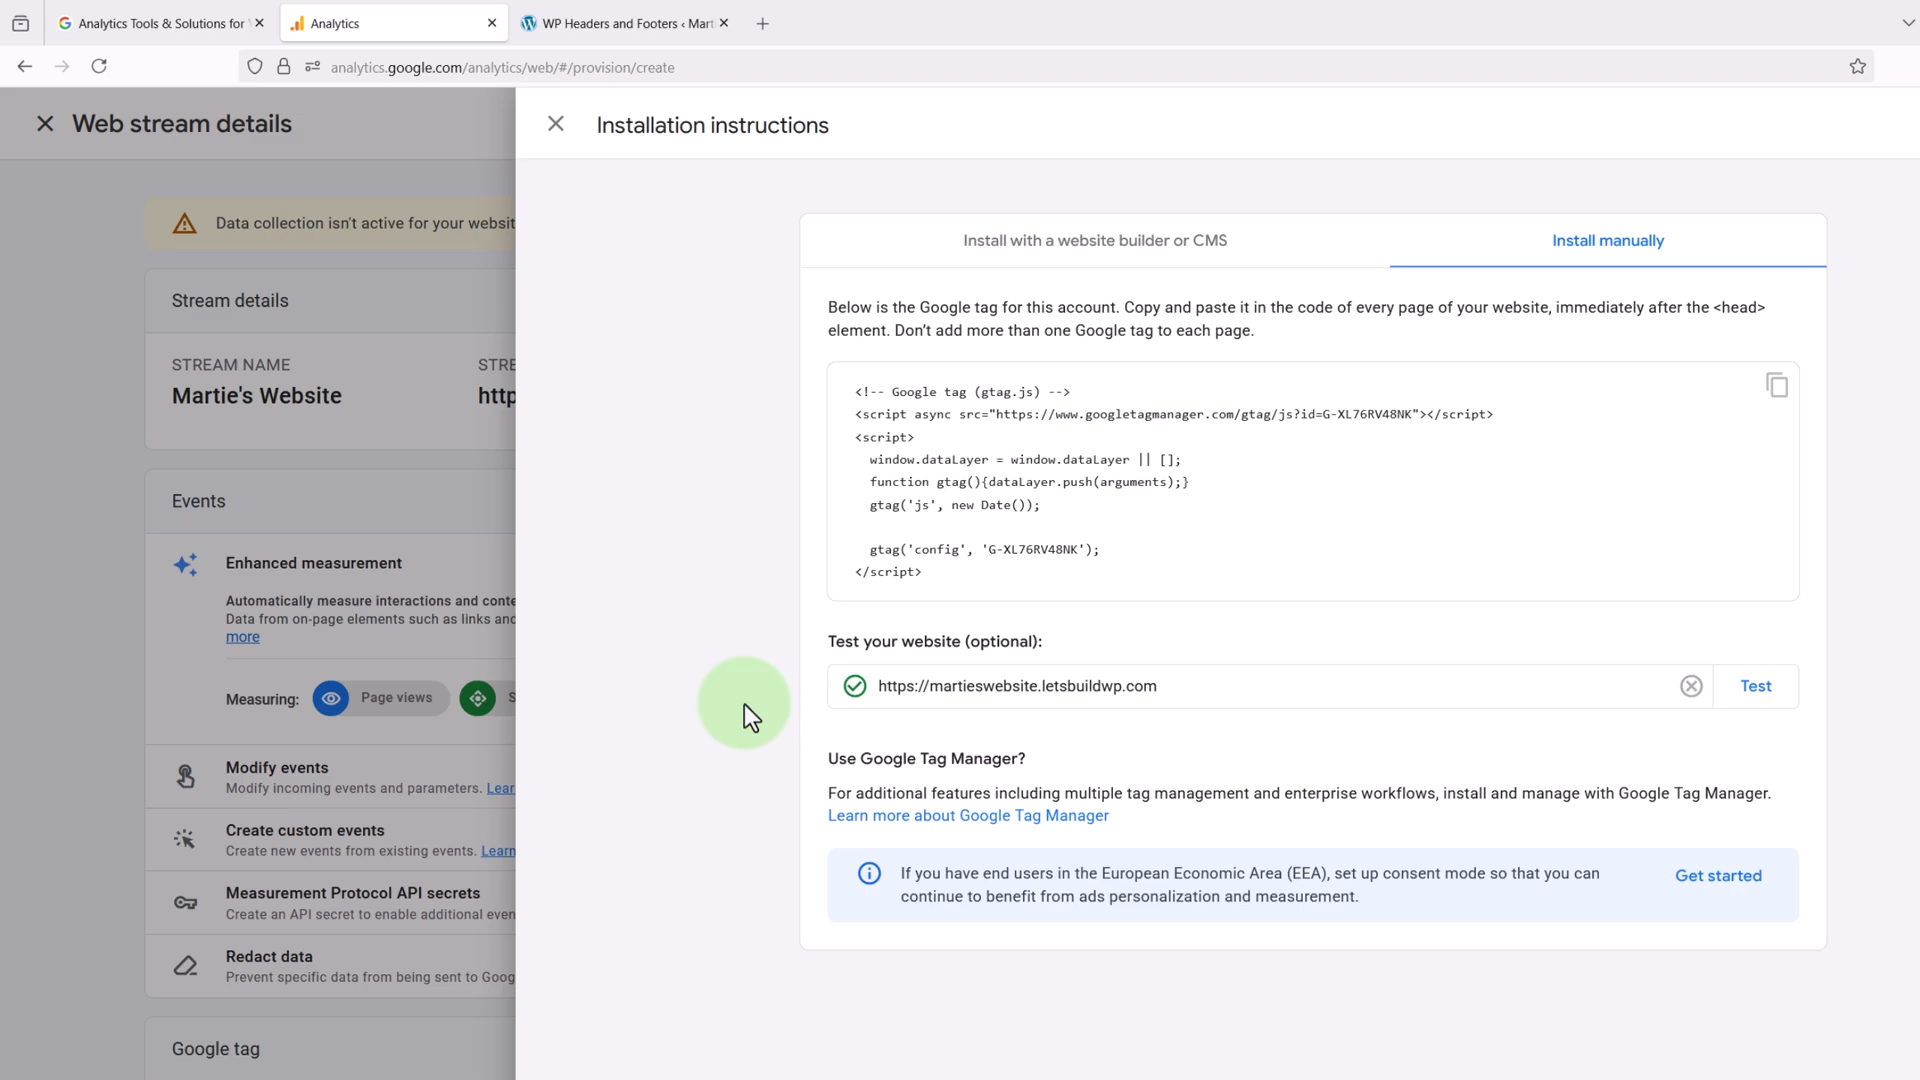 Analytics Tools & Solutions for
Analytics
WP Headers and Footers ‹ Mart
analytics.google.com/analytics/web/#/provision/create
Web stream details
Data collection isn't active for your websit
Stream details
STREAM NAME
STRE
Martie's Website
http
Events
Enhanced measurement
Automatically measure interactions and conte
Data from on-page elements such as links and
more
Measuring:
Page views
S
Modify events
Modify incoming events and parameters. Lear
Create custom events
Create new events from existing events. Learn
Measurement Protocol API secrets
Create an API secret to enable additional even
Redact data
Prevent specific data from being sent to Goog
Google tag
Installation instructions
Install with a website builder or CMS
Install manually
Below is the Google tag for this account. Copy and paste it in the code of every page of your website, immediately after the <head>
element. Don't add more than one Google tag to each page.
<!-- Google tag (gtag.js) -->
<script async src="https://www.googletagmanager.com/gtag/js?id=G-XL76RV48NK"></script>
<script>
window.dataLayer = window.dataLayer || [];
function gtag(){dataLayer.push(arguments);}
gtag('js', new Date());
gtag('config', 'G-XL76RV48NK');
</script>
Test your website (optional):
https://martieswebsite.letsbuildwp.com
Test
Use Google Tag Manager?
For additional features including multiple tag management and enterprise workflows, install and manage with Google Tag Manager.
Learn more about Google Tag Manager
If you have end users in the European Economic Area (EEA), set up consent mode so that you can
continue to benefit from ads personalization and measurement.
Get started